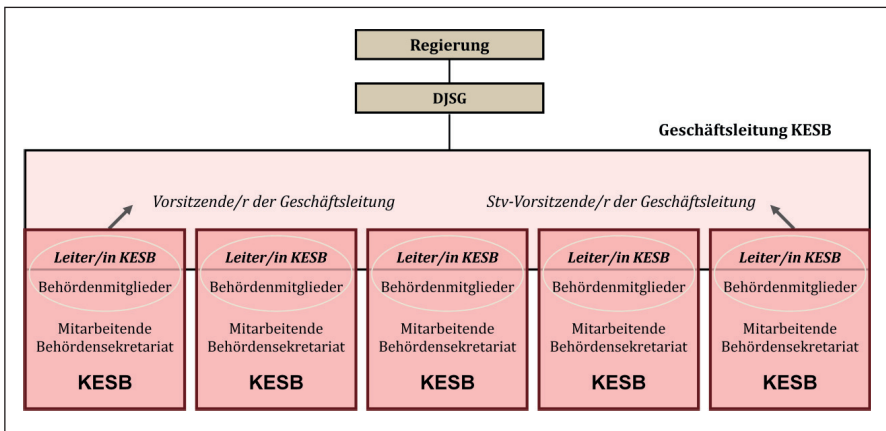 Regierung
DJSG
Geschäftsleitung KESB
Vorsitzende/r der Geschäftsleitung
Stv-Vorsitzende/r der Geschäftsleitung
Leiter/in KESB
Behördenmitglieder
Mitarbeitende
Behördensekretariat
KESB
Leiter/in KESB
Behördenmitglieder
Mitarbeitende
Behördensekretariat
KESB
Leiter/in KESB
Behördenmitglieder
Mitarbeitende
Behördensekretariat
KESB
Leiter/in KESB
Behördenmitglieder
Mitarbeitende
Behördensekretariat
KESB
Leiter/in KESB
Behördenmitglieder
Mitarbeitende
Behördensekretariat
KESB